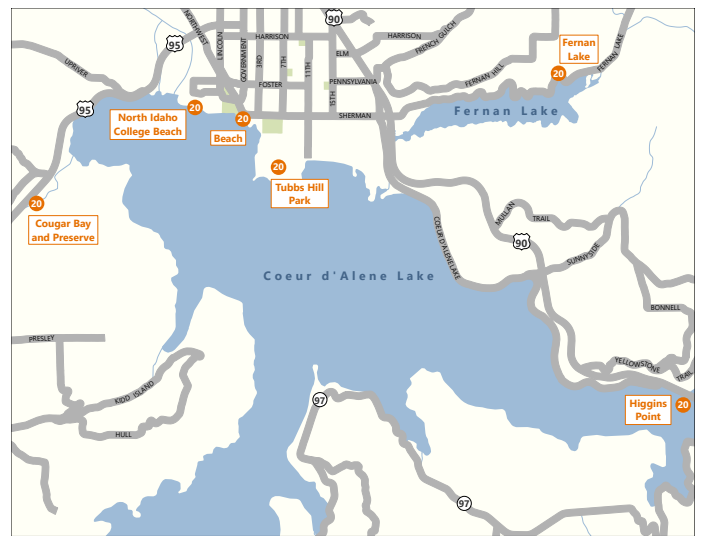 90
95
NORTHWEST
LINCOLN
GOVERNMENT
3RD
7TH
11TH
15TH
HARRISON
HARRISON
ELM
FRENCH GULCH
Fernan
Lake
20
FERNAN LAKE
UPRIVER
FOSTER
PENNSYLVANIA
FERNAN HILL
95
North Idaho
College Beach
20
20
Beach
SHERMAN
Fernan Lake
20
Tubbs Hill
Park
20
Cougar Bay
and Preserve
MULLAN
TRAIL
90
COEUR D'ALENE LAKE
SUNNYSIDE
Coeur d'Alene Lake
BONNELL
PRESLEY
YELLOWSTONE
TRAIL
KIDD ISLAND
97
Higgins
Point
20
HULL
97